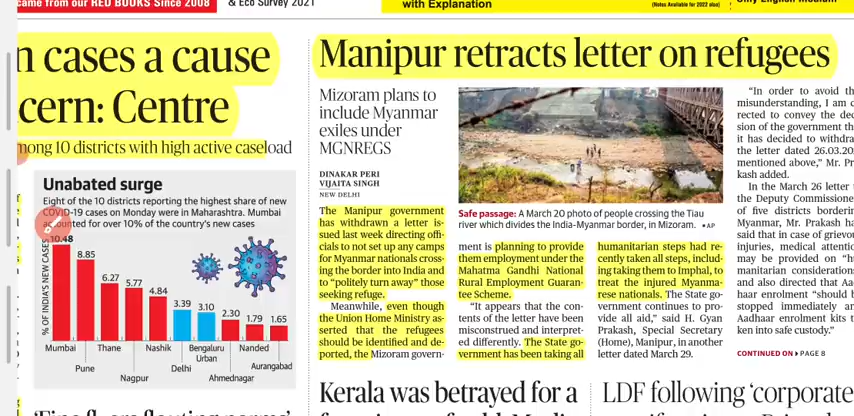 came from our RED BOOKS Since 2008
& Eco Survey 2021
with Explanation
(Notes Available for 2022 also)
n cases a cause
cern: Centre
mong 10 districts with high active caseload
Unabated surge
Eight of the 10 districts reporting the highest share of new
COVID-19 cases on Monday were in Maharashtra. Mumbai
accounted for over 10% of the country's new cases
% OF INDIA'S NEW CASES
10.48
8.85
6.27
5.77
4.84
3.39
3.10
2.30
1.79
1.65
Mumbai
Pune
Thane
Nagpur
Nashik
Delhi
Bengaluru
Urban
Ahmednagar
Nanded
Aurangabad
Manipur retracts letter on refugees
Mizoram plans to
include Myanmar
exiles under
MGNREGS
DINAKAR PERI
VIJAITA SINGH
NEW DELHI
The Manipur government
has withdrawn a letter is-
sued last week directing offi-
cials to not set up any camps
for Myanmar nationals cross-
ing the border into India and
to “politely turn away” those
seeking refuge.
Meanwhile, even though
the Union Home Ministry as-
serted that the refugees
should be identified and de-
ported, the Mizoram govern-
Safe passage: A March 20 photo of people crossing the Tiau
river which divides the India-Myanmar border, in Mizoram. • AP
ment is planning to provide
them employment under the
Mahatma Gandhi National
Rural Employment Guaran-
tee Scheme.
“It appears that the con-
tents of the letter have been
misconstrued and interpret-
ed differently. The State go-
vernment has been taking all
humanitarian steps had re-
cently taken all steps, includ-
ing taking them to Imphal, to
treat the injured Myanma-
rese nationals. The State go-
vernment continues to pro-
vide all aid,” said H. Gyan
Prakash, Special Secretary
(Home), Manipur, in another
letter dated March 29.
“In order to avoid th
misunderstanding, I am d
rected to convey the dec
sion of the government tha
it has decided to withdra
the letter dated 26.03.20
mentioned above,” Mr. Pr
kash added.
In the March 26 letter
the Deputy Commissione
of five districts borderin
Myanmar, Mr. Prakash ha
said that in case of grievou
injuries, medical attentio
may be provided on “hu
manitarian considerations
and also directed that Aad
haar enrolment “should b
stopped immediately an
Aadhaar enrolment kits t
ken into safe custody.”
CONTINUED ON PAGE 8
Kerala was betrayed for a
LDF following ‘corporate